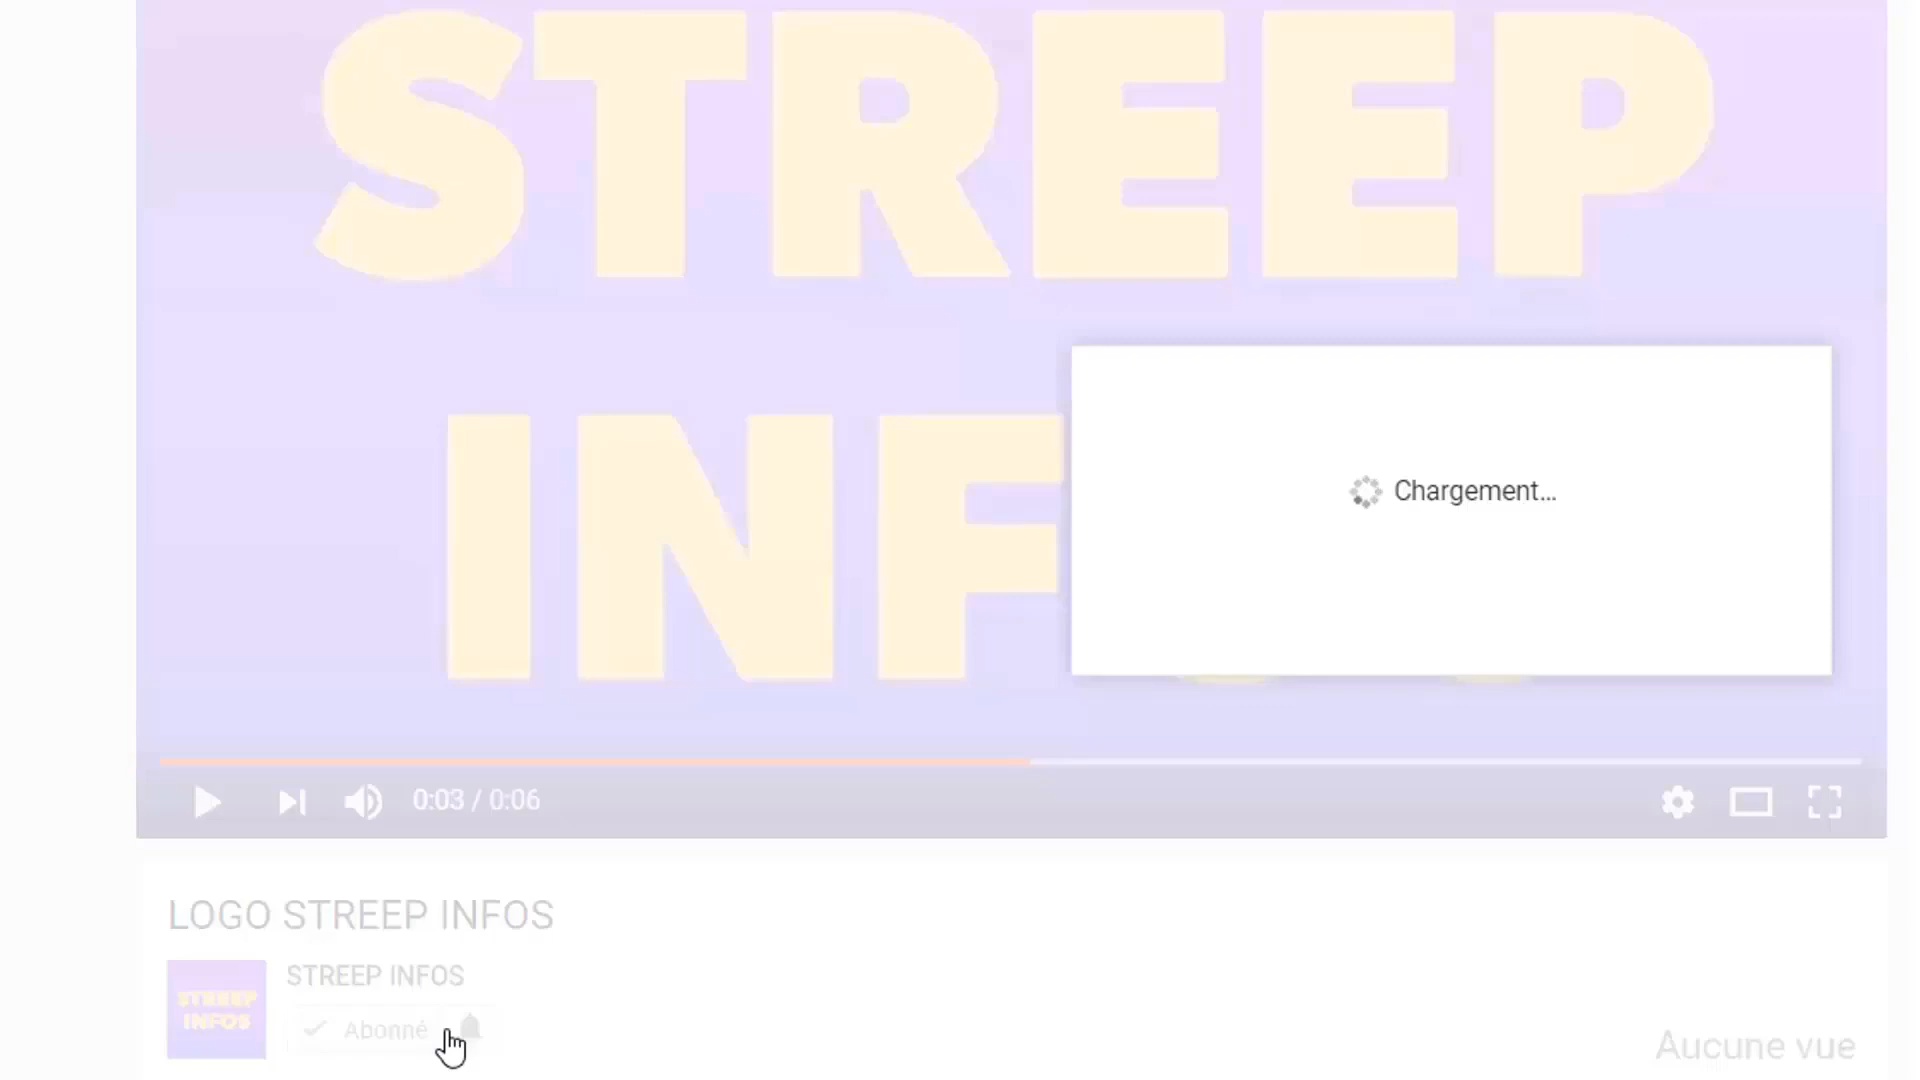 STREEP
INF
Chargement...
0:03 / 0:06
LOGO STREEP INFOS
STREEP INFOS
STREEP
INFOS
Abonné
Aucune vue